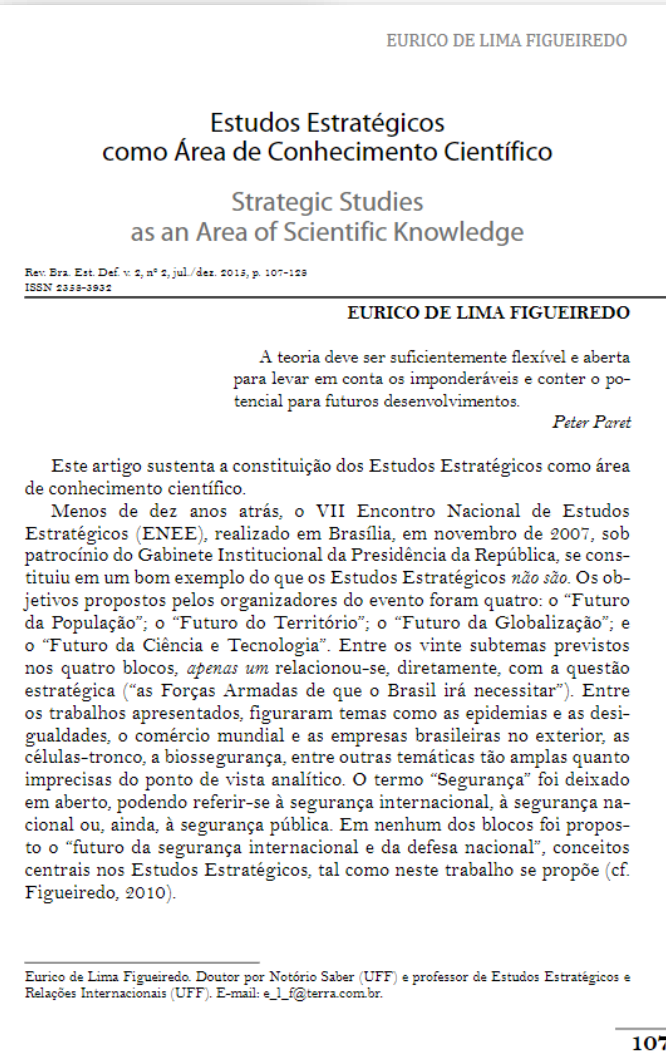 EURICO DE LIMA FIGUEIREDO
Estudos Estratégicos
como Área de Conhecimento Científico
Strategic Studies
as an Area of Scientific Knowledge
Rev. Bra. Est. Def. v. 2, nº 2, jul./dez. 2015, p. 107-128
ISSN 2358-3932
EURICO DE LIMA FIGUEIREDO
A teoria deve ser suficientemente flexível e aberta
para levar em conta os imponderáveis e conter o po-
tencial para futuros desenvolvimentos.
Peter Paret
Este artigo sustenta a constituição dos Estudos Estratégicos como área
de conhecimento científico.
Menos de dez anos atrás, o VII Encontro Nacional de Estudos
Estratégicos (ENEE), realizado em Brasília, em novembro de 2007, sob
patrocínio do Gabinete Institucional da Presidência da República, se cons-
tituiu em um bom exemplo do que os Estudos Estratégicos não são. Os ob-
jetivos propostos pelos organizadores do evento foram quatro: o “Futuro
da População”; o “Futuro do Território”; o “Futuro da Globalização”; e
o “Futuro da Ciência e Tecnologia”. Entre os vinte subtemas previstos
nos quatro blocos, apenas um relacionou-se, diretamente, com a questão
estratégica (“as Forças Armadas de que o Brasil irá necessitar”). Entre
os trabalhos apresentados, figuraram temas como as epidemias e as desi-
gualdades, o comércio mundial e as empresas brasileiras no exterior, as
células-tronco, a biossegurança, entre outras temáticas tão amplas quanto
imprecisas do ponto de vista analítico. O termo “Segurança” foi deixado
em aberto, podendo referir-se à segurança internacional, à segurança na-
cional ou, ainda, à segurança pública. Em nenhum dos blocos foi propos-
to o “futuro da segurança internacional e da defesa nacional”, conceitos
centrais nos Estudos Estratégicos, tal como neste trabalho se propõe (cf.
Figueiredo, 2010).
Eurico de Lima Figueiredo. Doutor por Notório Saber (UFF) e professor de Estudos Estratégicos e
Relações Internacionais (UFF). E-mail: e_l_f@terra.com.br.
107